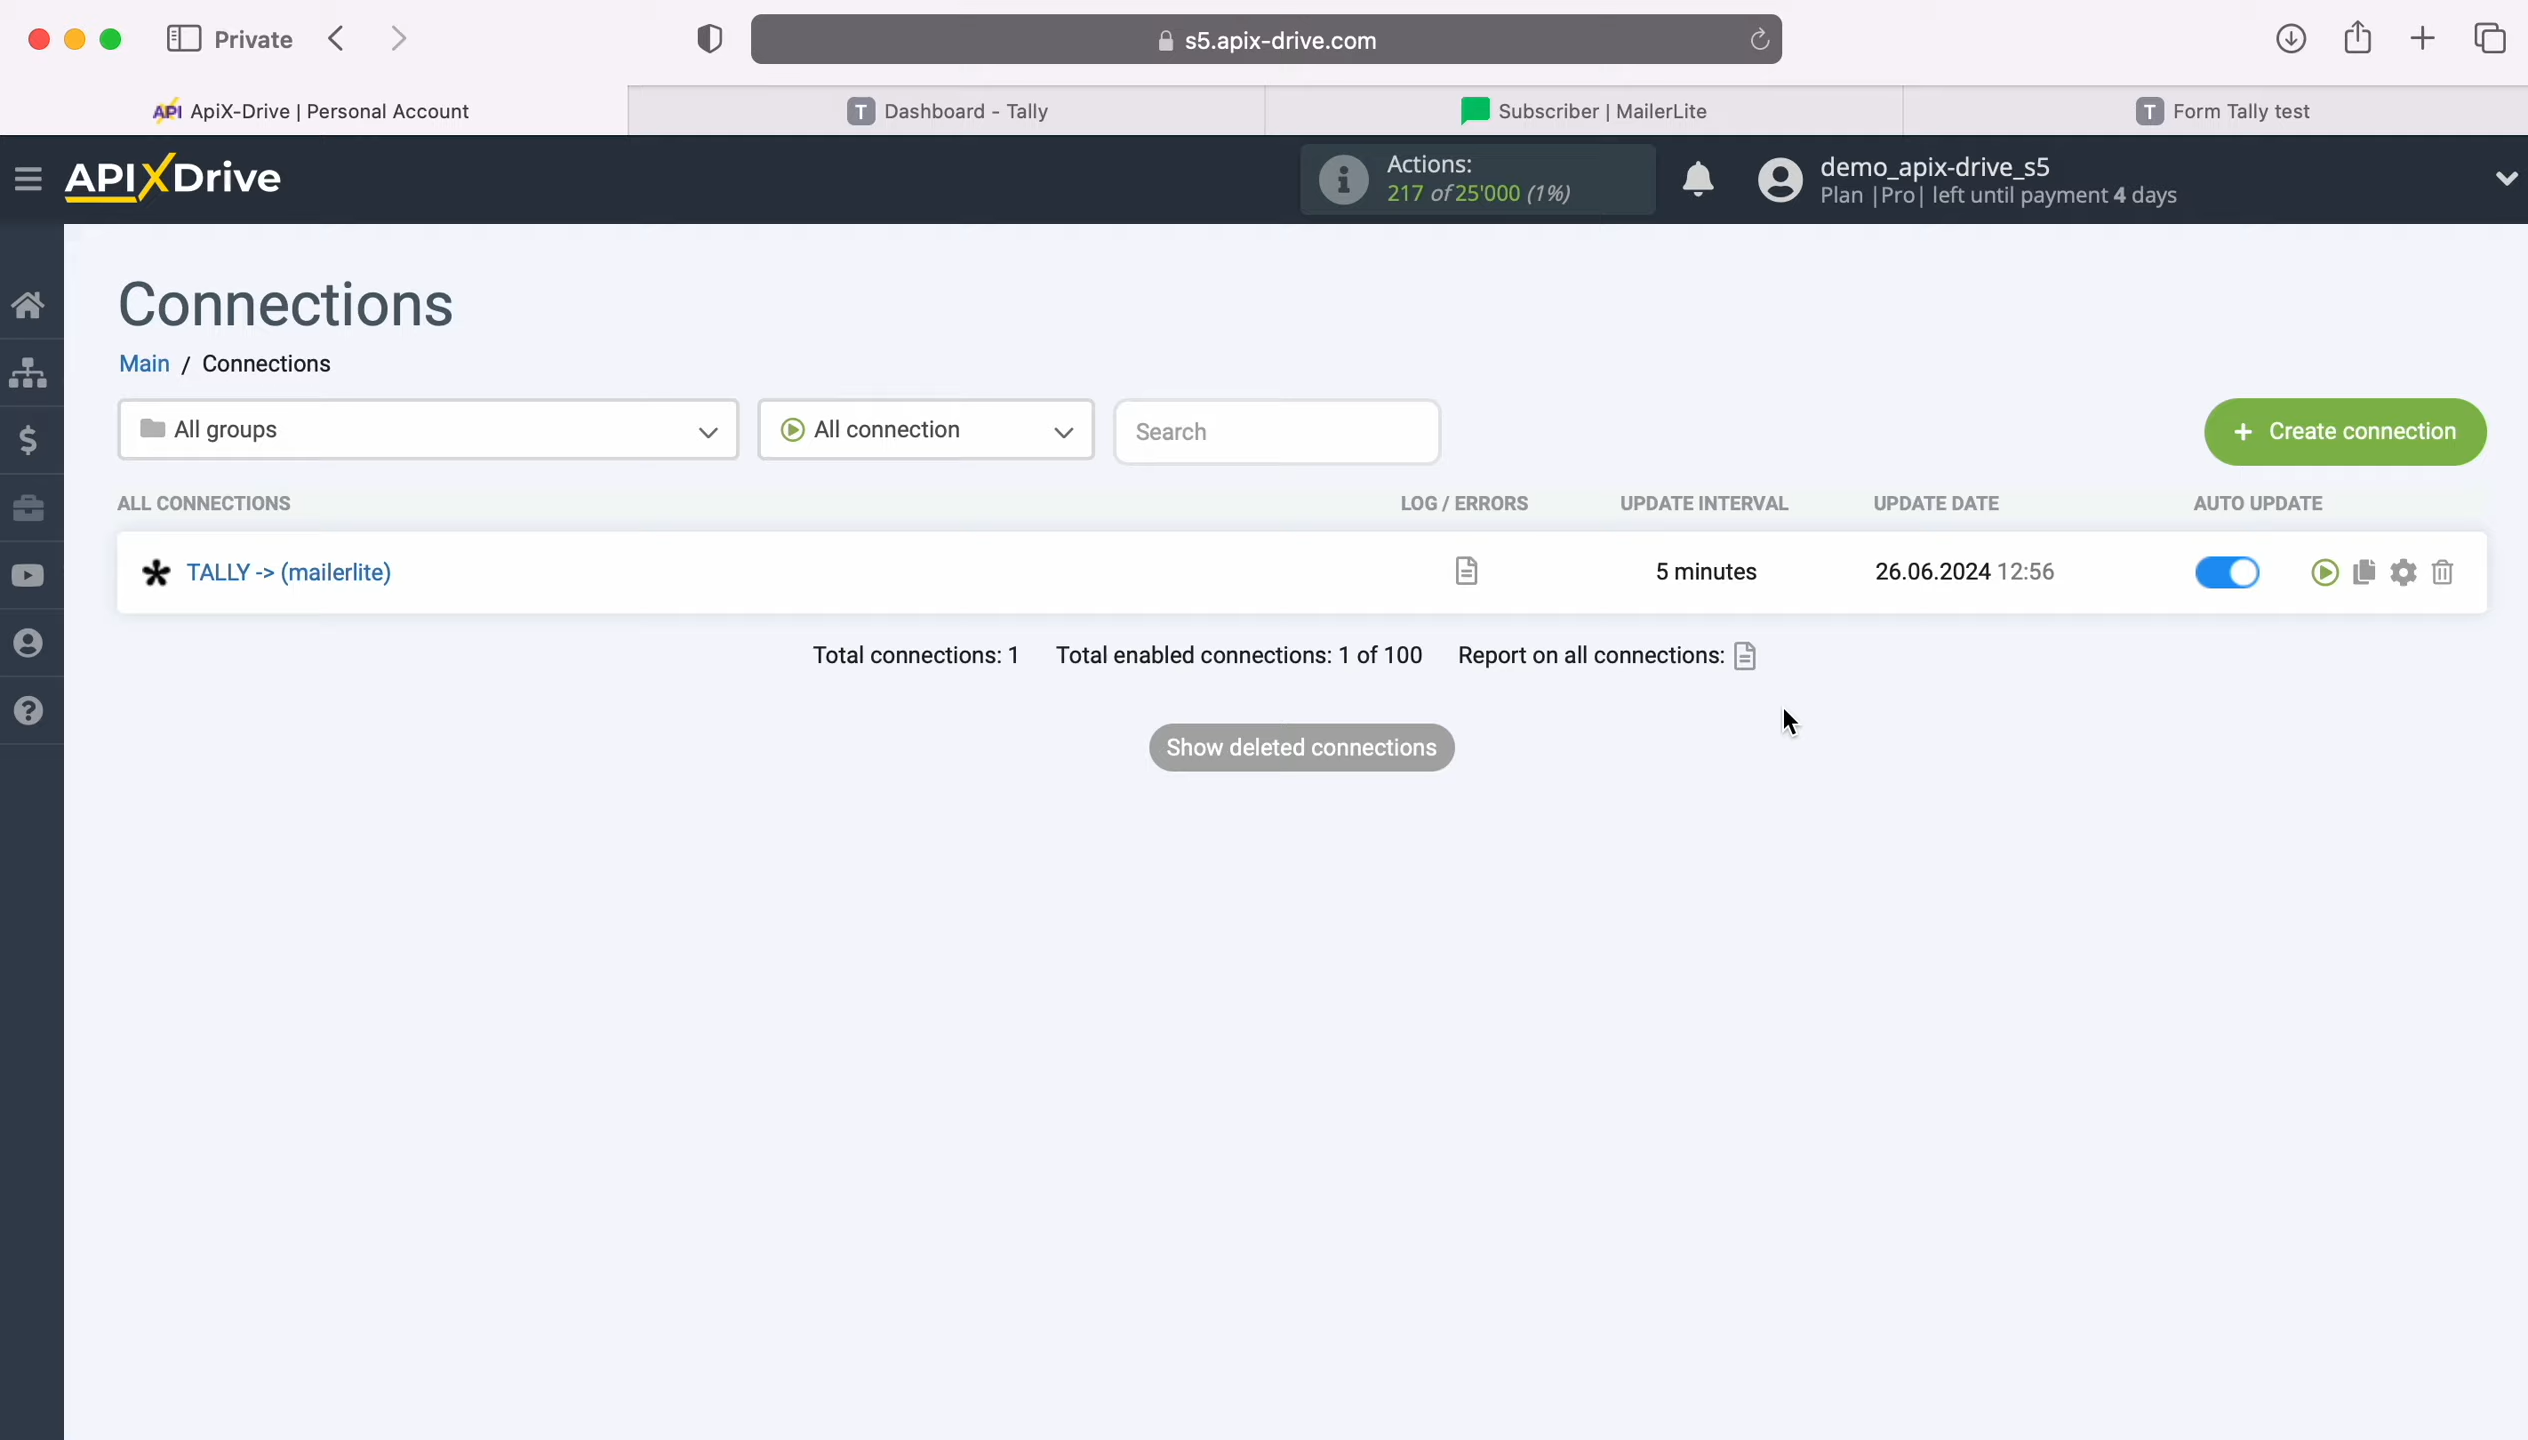 Private
s5.apix-drive.com
API ApiX-Drive | Personal Account
T Dashboard - Tally
Subscriber | MailerLite
T Form Tally test
APIXDrive
Actions:
217 of 25'000 (1%)
demo_apix-drive_s5
Plan |Pro| left until payment 4 days
Connections
Main / Connections
All groups
All connection
Search
+ Create connection
ALL CONNECTIONS
LOG / ERRORS
UPDATE INTERVAL
UPDATE DATE
AUTO UPDATE
TALLY -> (mailerlite)
5 minutes
26.06.2024 12:56
Total connections: 1
Total enabled connections: 1 of 100
Report on all connections:
Show deleted connections